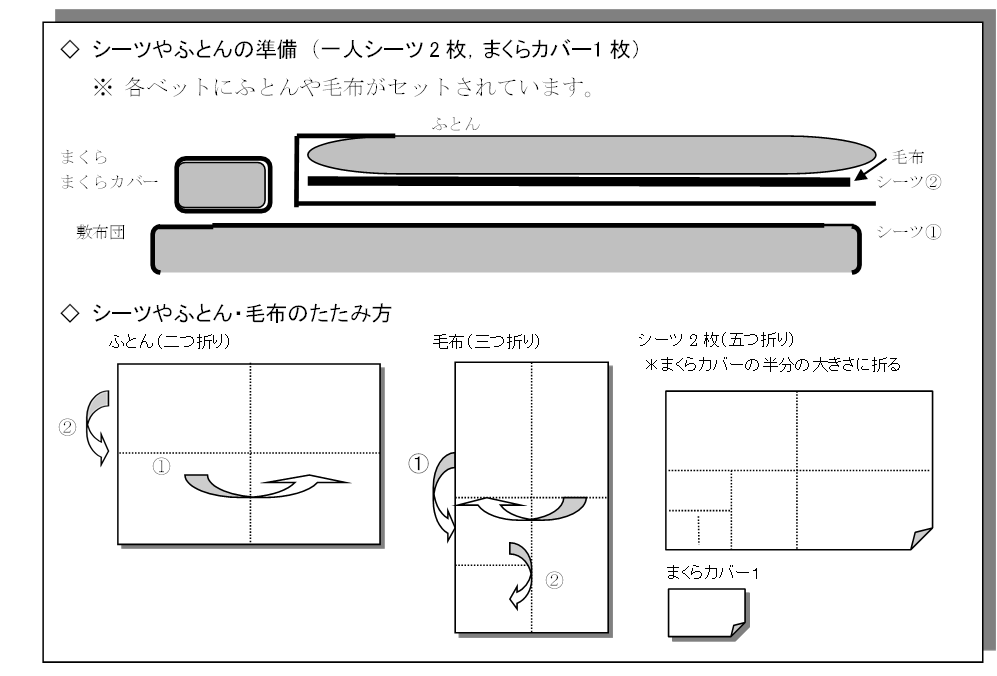 ◇ シーツやふとんの準備（一人シーツ2枚, まくらカバー1枚）
※ 各ベットにふとんや毛布がセットされています。
ふとん
まくら
まくらカバー
毛布
シーツ②
敷布団
シーツ①
◇ シーツやふとん・毛布のたたみ方
ふとん（二つ折り）
②
①
毛布（三つ折り）
①
②
シーツ2枚（五つ折り）
＊まくらカバーの半分の大きさに折る
まくらカバー1